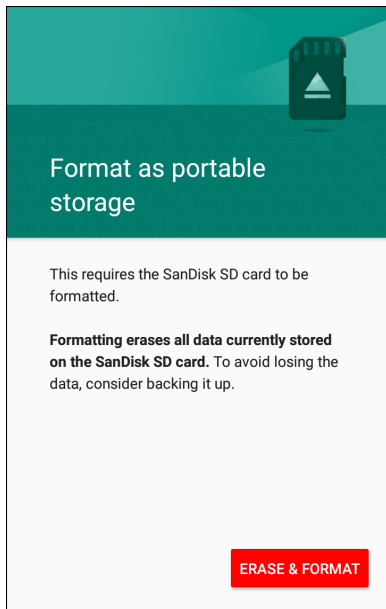 Format as portable
storage
This requires the SanDisk SD card to be
formatted.
Formatting erases all data currently stored
on the SanDisk SD card. To avoid losing the
data, consider backing it up.
ERASE & FORMAT